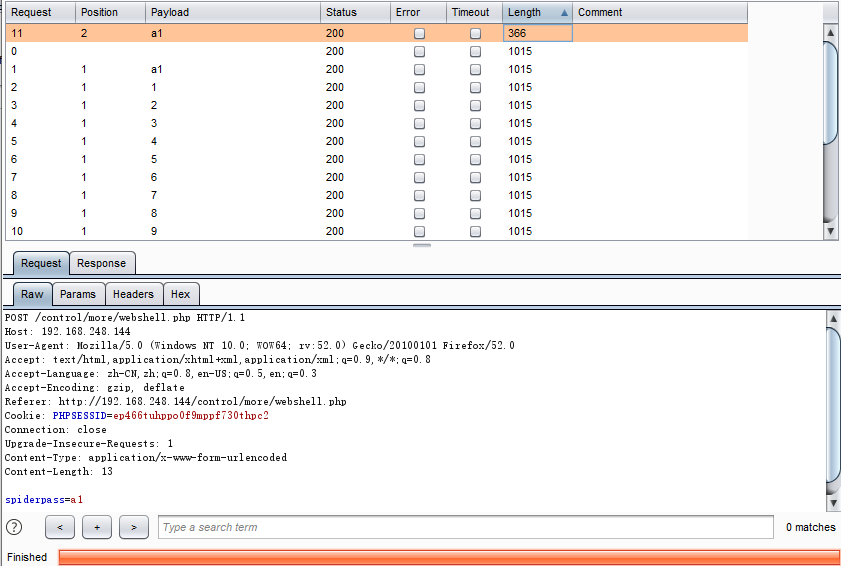 Request Position Payload Status Error Timeout Length Comment
11 2 a1 200 366
0 200 1015
1 1 a1 200 1015
2 1 1 200 1015
3 1 2 200 1015
4 1 3 200 1015
5 1 4 200 1015
6 1 5 200 1015
7 1 6 200 1015
8 1 7 200 1015
9 1 8 200 1015
10 1 9 200 1015
Request Response
Raw Params Headers Hex
POST /control/more/webshell.php HTTP/1.1
Host: 192.168.248.144
User-Agent: Mozilla/5.0 (Windows NT 10.0; WOW64; rv:52.0) Gecko/20100101 Firefox/52.0
Accept: text/html,application/xhtml+xml,application/xml;q=0.9,*/*;q=0.8
Accept-Language: zh-CN,zh;q=0.8,en-US;q=0.5,en;q=0.3
Accept-Encoding: gzip, deflate
Referer: http://192.168.248.144/control/more/webshell.php
Cookie: PHPSESSID=ep466tuhppo0f9mppf730thpc2
Connection: close
Upgrade-Insecure-Requests: 1
Content-Type: application/x-www-form-urlencoded
Content-Length: 13
spiderpass=a1
? < + > Type a search term 0 matches
Finished